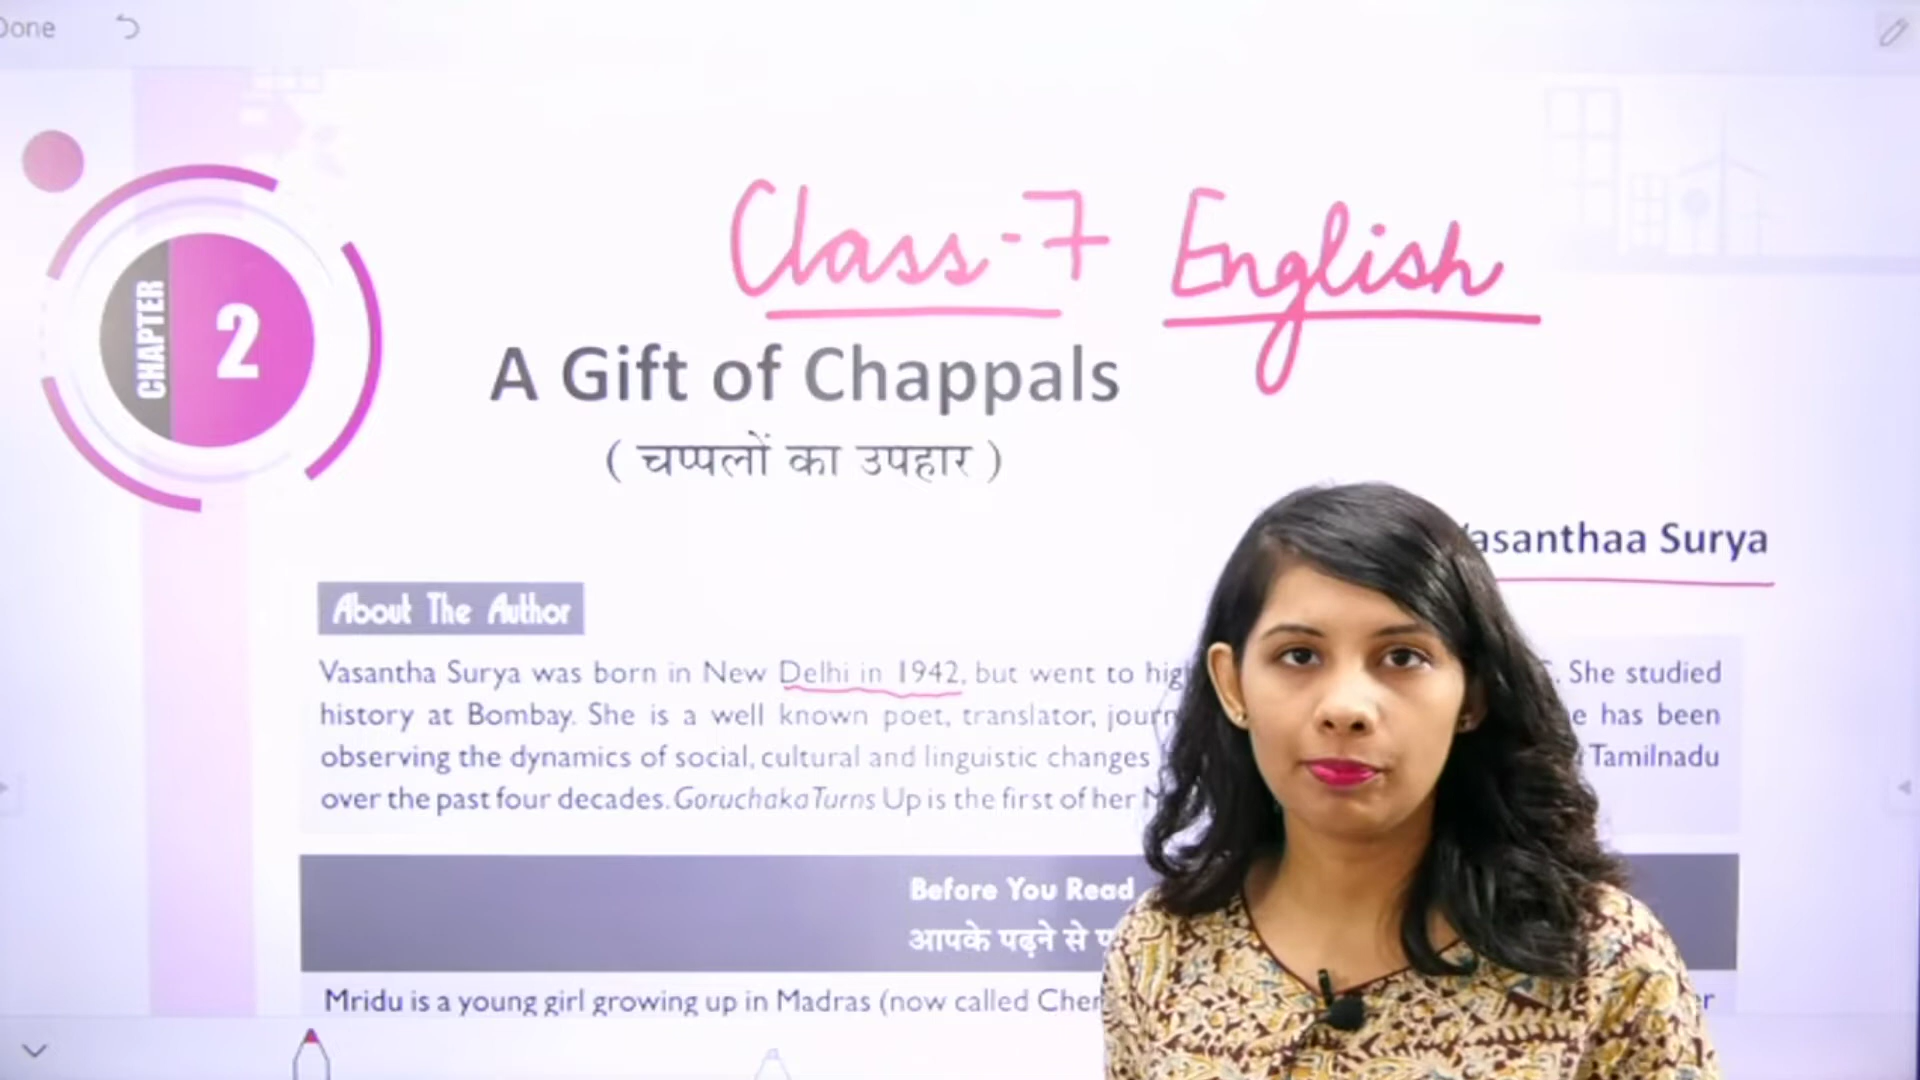 Done
Class-7 English
CHAPTER 2
A Gift of Chappals
( चप्पलों का उपहार )
Vasanthaa Surya
About The Author
Vasantha Surya was born in New Delhi in 1942, but went to . She studied
history at Bombay. She is a well known poet, translator, has been
observing the dynamics of social, cultural and linguistic changes Tamilnadu
over the past four decades. Goruchaka Turns Up is the first of her
Before You Read
आपके पढ़ने से
Mridu is a young girl growing up in Madras (now called